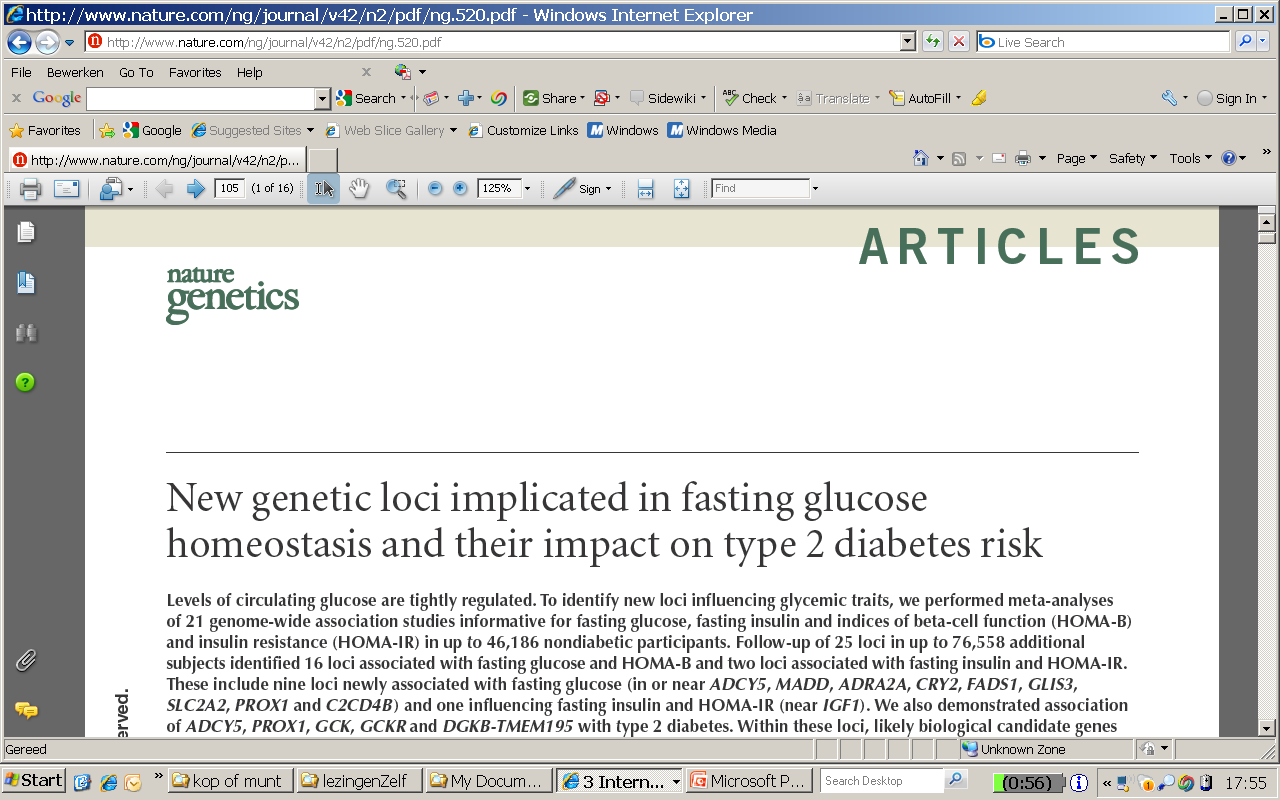 http://www.nature.com/ng/journal/v42/n2/pdf/ng.520.pdf - Windows Internet Explorer
http://www.nature.com/ng/journal/v42/n2/pdf/ng.520.pdf
Live Search
File Bewerken Go To Favorites Help
x Google Search Share Sidewiki ABC Check Translate AutoFill Sign In
Favorites Google Suggested Sites Web Slice Gallery Customize Links Windows Windows Media
http://www.nature.com/ng/journal/v42/n2/p... Page Safety Tools »
105 (1 of 16) 125% Sign Find
ARTICLES
nature
genetics
New genetic loci implicated in fasting glucose
homeostasis and their impact on type 2 diabetes risk
Levels of circulating glucose are tightly regulated. To identify new loci influencing glycemic traits, we performed meta-analyses
of 21 genome-wide association studies informative for fasting glucose, fasting insulin and indices of beta-cell function (HOMA-B)
and insulin resistance (HOMA-IR) in up to 46,186 nondiabetic participants. Follow-up of 25 loci in up to 76,558 additional
subjects identified 16 loci associated with fasting glucose and HOMA-B and two loci associated with fasting insulin and HOMA-IR.
These include nine loci newly associated with fasting glucose (in or near ADCY5, MADD, ADRA2A, CRY2, FADS1, GLIS3,
SLC2A2, PROX1 and C2CD4B) and one influencing fasting insulin and HOMA-IR (near IGF1). We also demonstrated association
of ADCY5, PROX1, GCK, GCKR and DGKB-TMEM195 with type 2 diabetes. Within these loci, likely biological candidate genes
erved.
Gereed Unknown Zone
Start » kop of munt lezingenZelf My Docum... 3 Intern... Microsoft P... Search Desktop (0:56) « 17:55